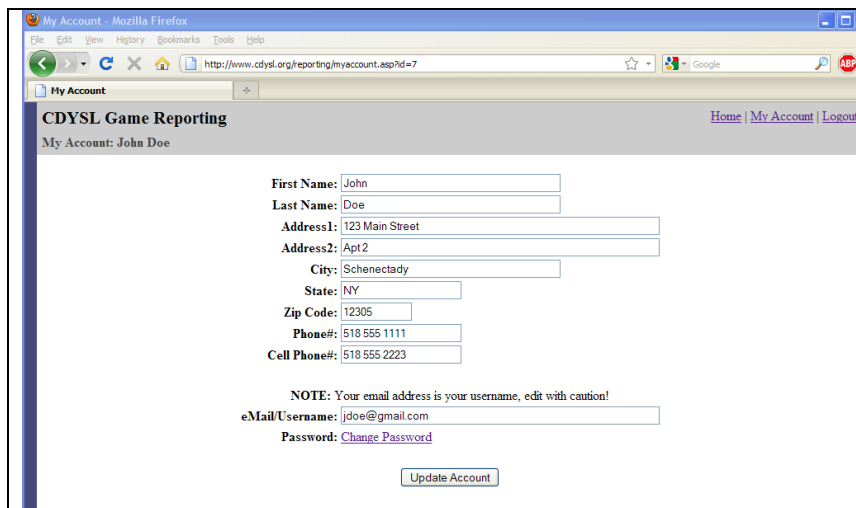 My Account - Mozilla Firefox
File Edit View History Bookmarks Tools Help
http://www.cdysl.org/reporting/myaccount.asp?id=7
Google
ABP
My Account
CDYSL Game Reporting
Home | My Account | Logout
My Account: John Doe
First Name: John
Last Name: Doe
Address1: 123 Main Street
Address2: Apt 2
City: Schenectady
State: NY
Zip Code: 12305
Phone#: 518 555 1111
Cell Phone#: 518 555 2223
NOTE: Your email address is your username, edit with caution!
eMail/Username: jdoe@gmail.com
Password: Change Password
Update Account